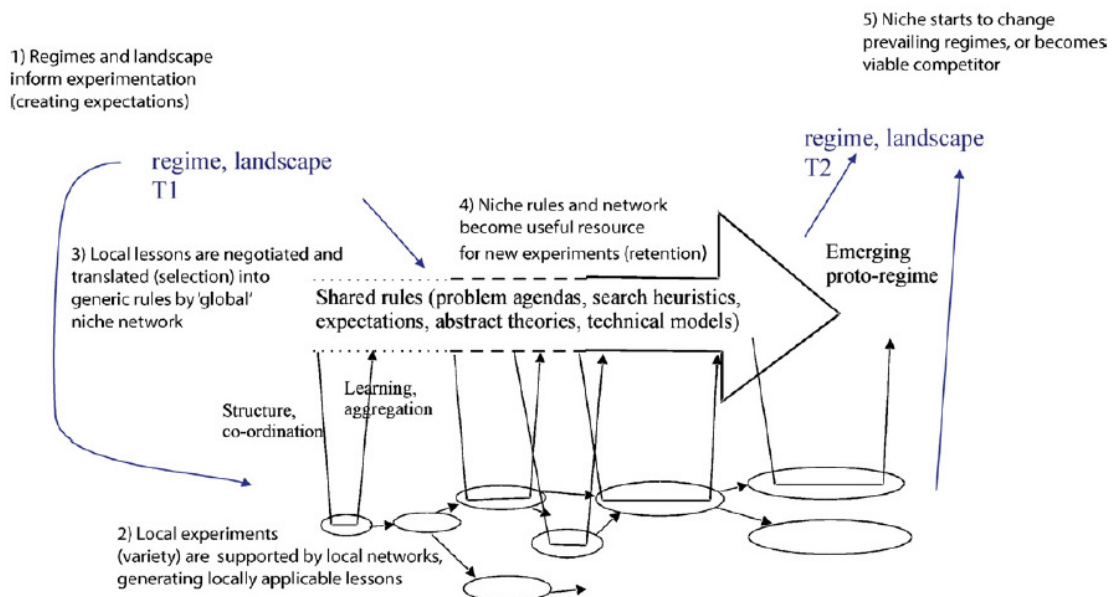 1) Regimes and landscape
inform experimentation
(creating expectations)
5) Niche starts to change
prevailing regimes, or becomes
viable competitor
regime, landscape
T1
regime, landscape
T2
3) Local lessons are negotiated and
translated (selection) into
generic rules by 'global'
niche network
4) Niche rules and network
become useful resource
for new experiments (retention)
Emerging
proto-regime
Shared rules (problem agendas, search heuristics,
expectations, abstract theories, technical models)
Learning,
aggregation
Structure,
co-ordination
2) Local experiments
(variety) are supported by local networks,
generating locally applicable lessons